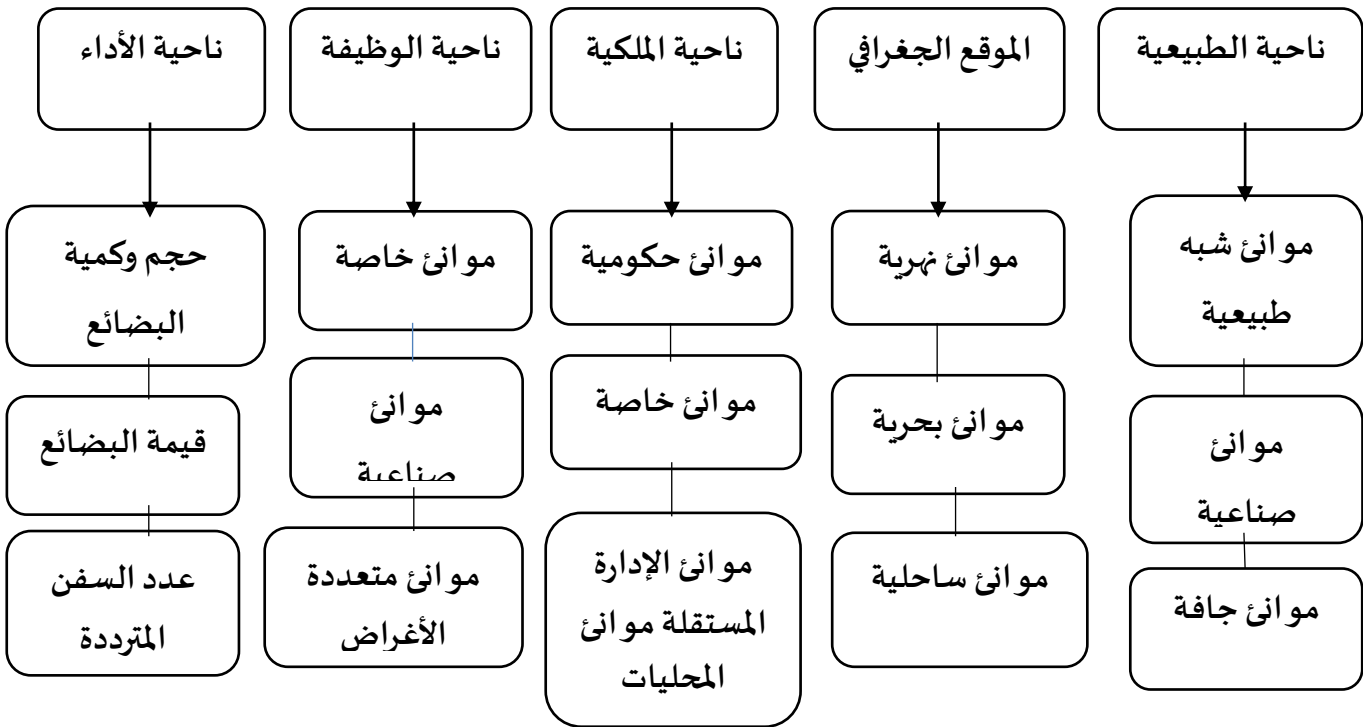 ناحية الطبيعية
الموقع الجغرافي
ناحية الملكية
ناحية الوظيفة
ناحية الأداء
موانئ شبه
طبيعية
موانئ نهرية
موانئ حكومية
موانئ خاصة
حجم وكمية
البضائع
موانئ
صناعية
موانئ بحرية
موانئ خاصة
موانئ
صناعية
قيمة البضائع
موانئ جافة
موانئ ساحلية
موانئ الإدارة
المستقلة موانئ
المحليات
موانئ متعددة
الأغراض
عدد السفن
المترددة